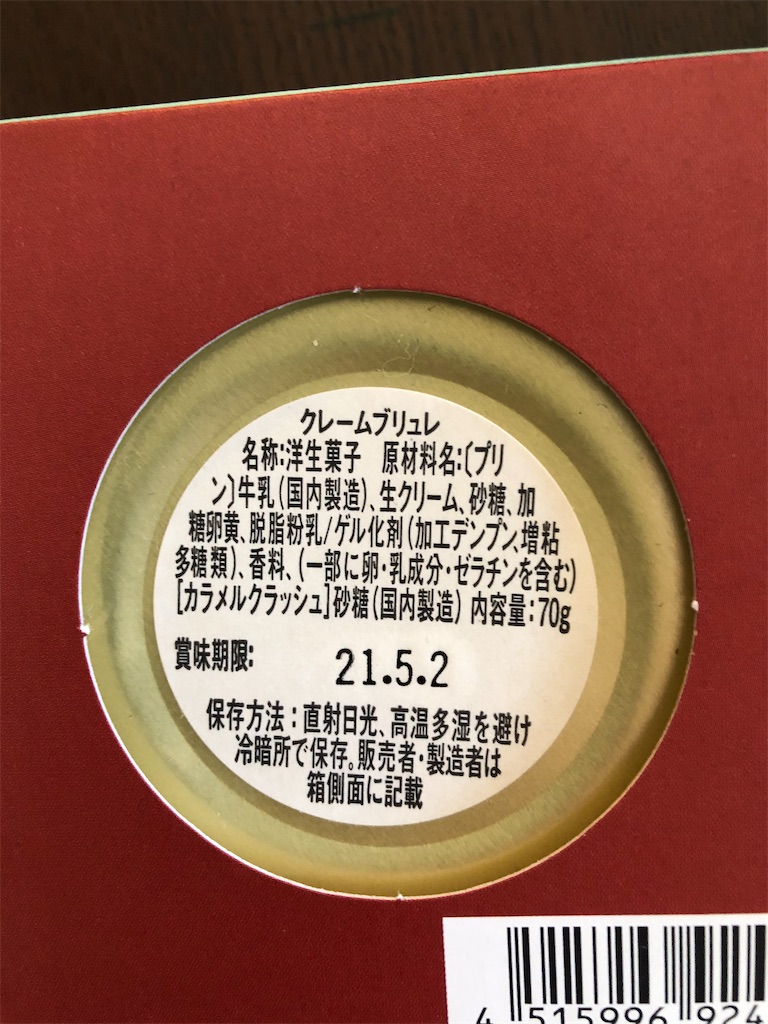 クレームブリュレ
名称:洋生菓子　原材料名:〔プリ
ン〕牛乳(国内製造)、生クリーム、砂糖、加
糖卵黄、脱脂粉乳/ゲル化剤(加工デンプン、増粘
多糖類)、香料、(一部に卵・乳成分・ゼラチンを含む)
[カラメルクラッシュ]砂糖(国内製造) 内容量:70g
賞味期限: 21.5.2
保存方法:直射日光、高温多湿を避け
冷暗所で保存。販売者・製造者は
箱側面に記載
4 515996 924